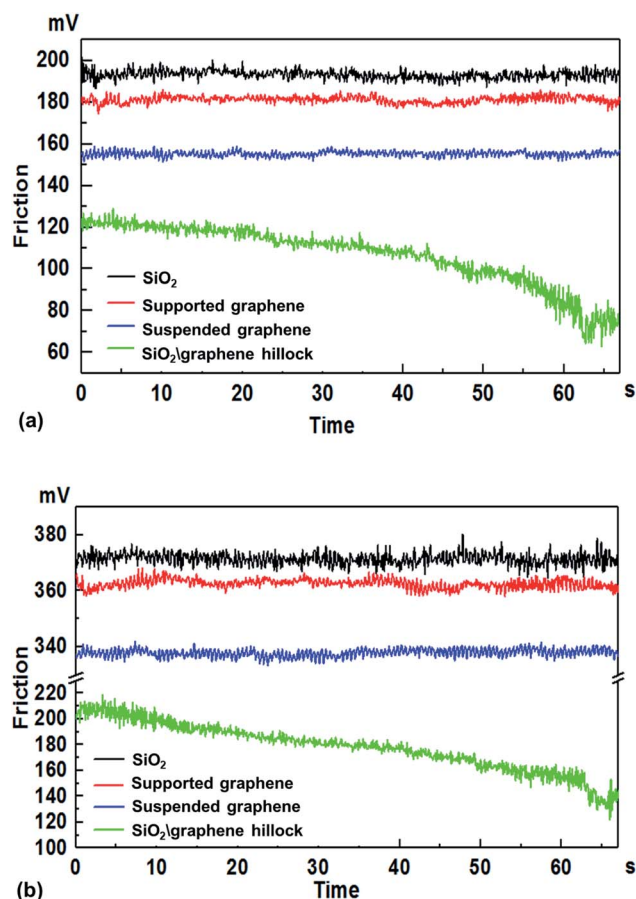 mV
200
180
160
140
120
100
80
60
Friction
SiO₂
Supported graphene
Suspended graphene
SiO₂\graphene hillock
0 10 20 30 40 50 60 s
Time
(a)
mV
380
360
340
220
200
180
160
140
120
100
Friction
SiO₂
Supported graphene
Suspended graphene
SiO₂\graphene hillock
0 10 20 30 40 50 60 s
Time
(b)